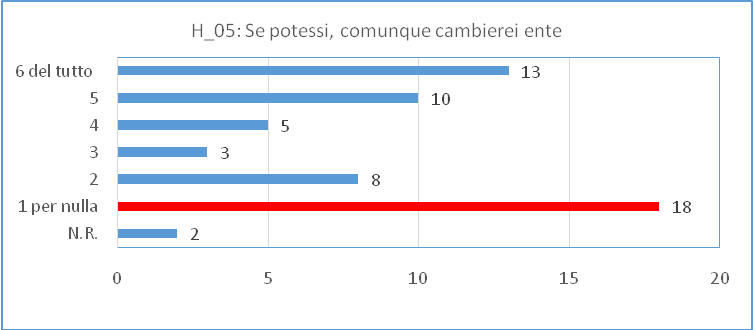 H_05: Se potessi, comunque cambierei ente
6 del tutto 13
5 10
4 5
3 3
2 8
1 per nulla 18
N.R. 2
0 5 10 15 20